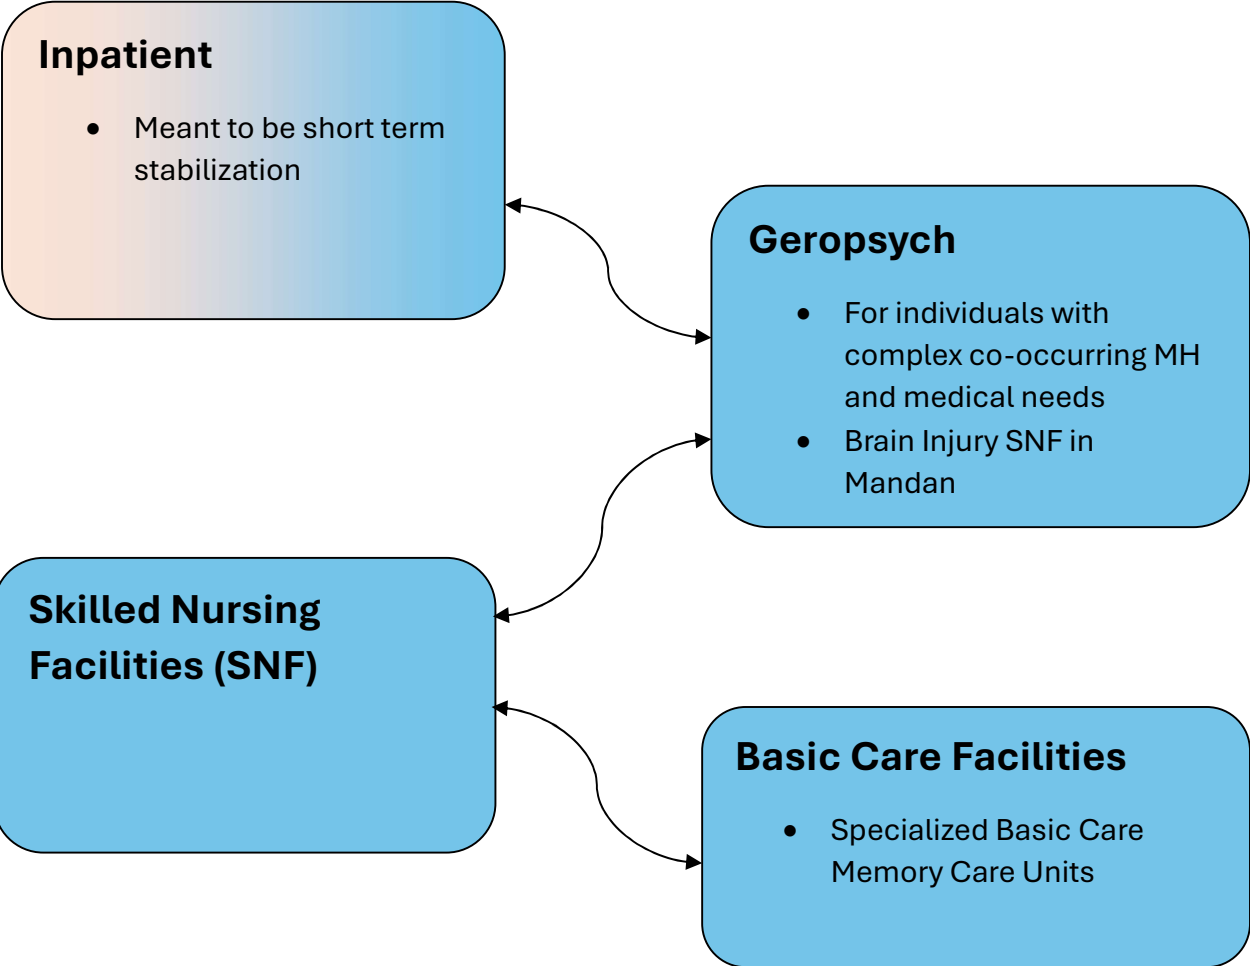 Inpatient
• Meant to be short term
stabilization
Geropsych
• For individuals with
complex co-occurring MH
and medical needs
• Brain Injury SNF in
Mandan
Skilled Nursing
Facilities (SNF)
Basic Care Facilities
• Specialized Basic Care
Memory Care Units